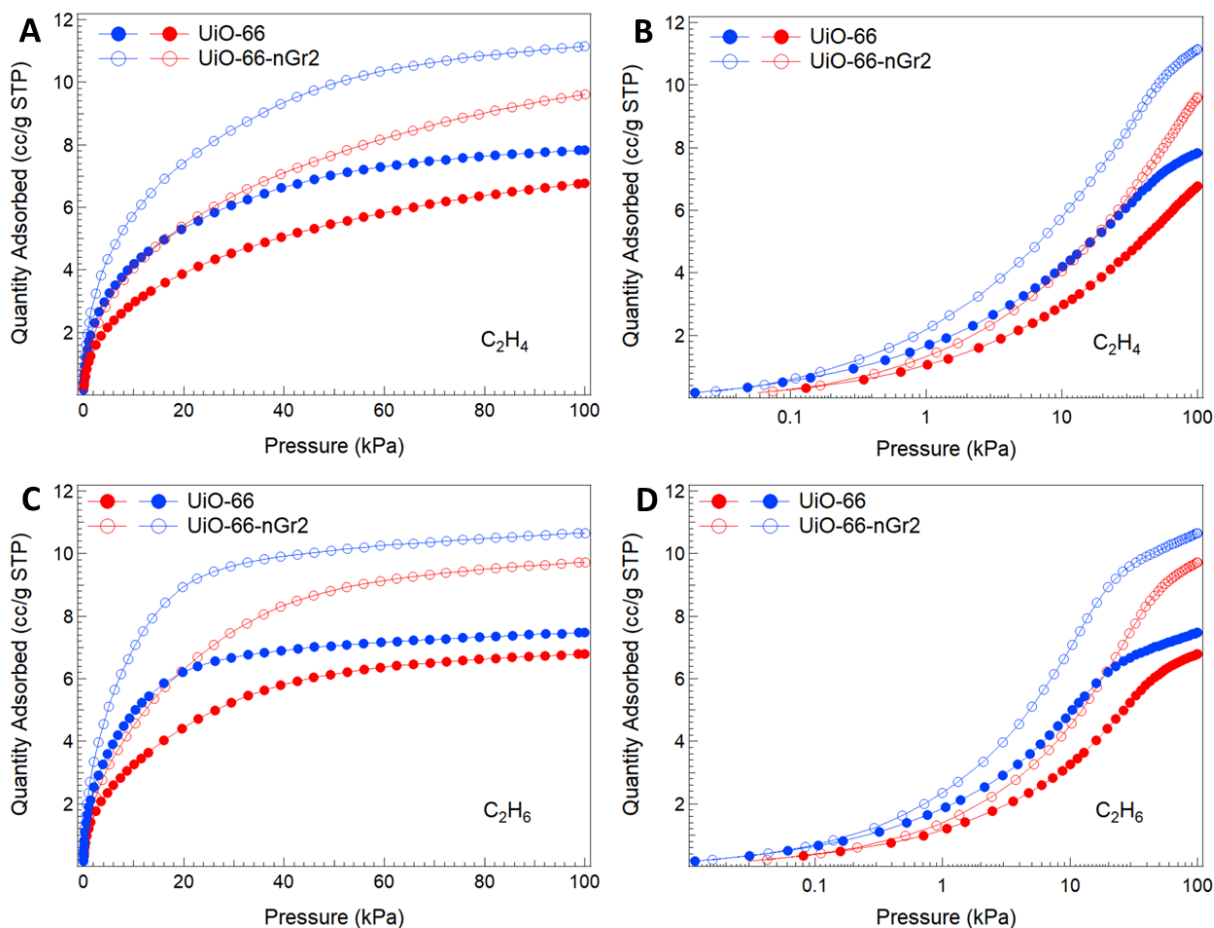 A
UiO-66
UiO-66-nGr2
12
10
8
6
4
2
Quantity Adsorbed (cc/g STP)
C₂H₄
0 20 40 60 80 100
Pressure (kPa)
B
UiO-66
UiO-66-nGr2
12
10
8
6
4
2
Quantity Adsorbed (cc/g STP)
C₂H₄
0.1 1 10 100
Pressure (kPa)
C
UiO-66
UiO-66-nGr2
12
10
8
6
4
2
Quantity Adsorbed (cc/g STP)
C₂H₆
0 20 40 60 80 100
Pressure (kPa)
D
UiO-66
UiO-66-nGr2
12
10
8
6
4
2
Quantity Adsorbed (cc/g STP)
C₂H₆
0.1 1 10 100
Pressure (kPa)